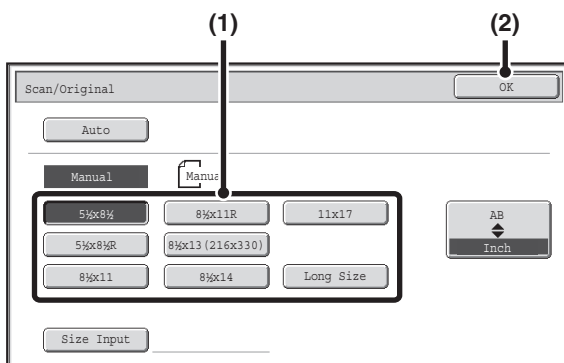 (1) (2)
Scan/Original OK
Auto
Manual Manua
5½x8½ 8½x11R 11x17 AB
5½x8½R 8½x13(216x330) Inch
8½x11 8½x14 Long Size
Size Input